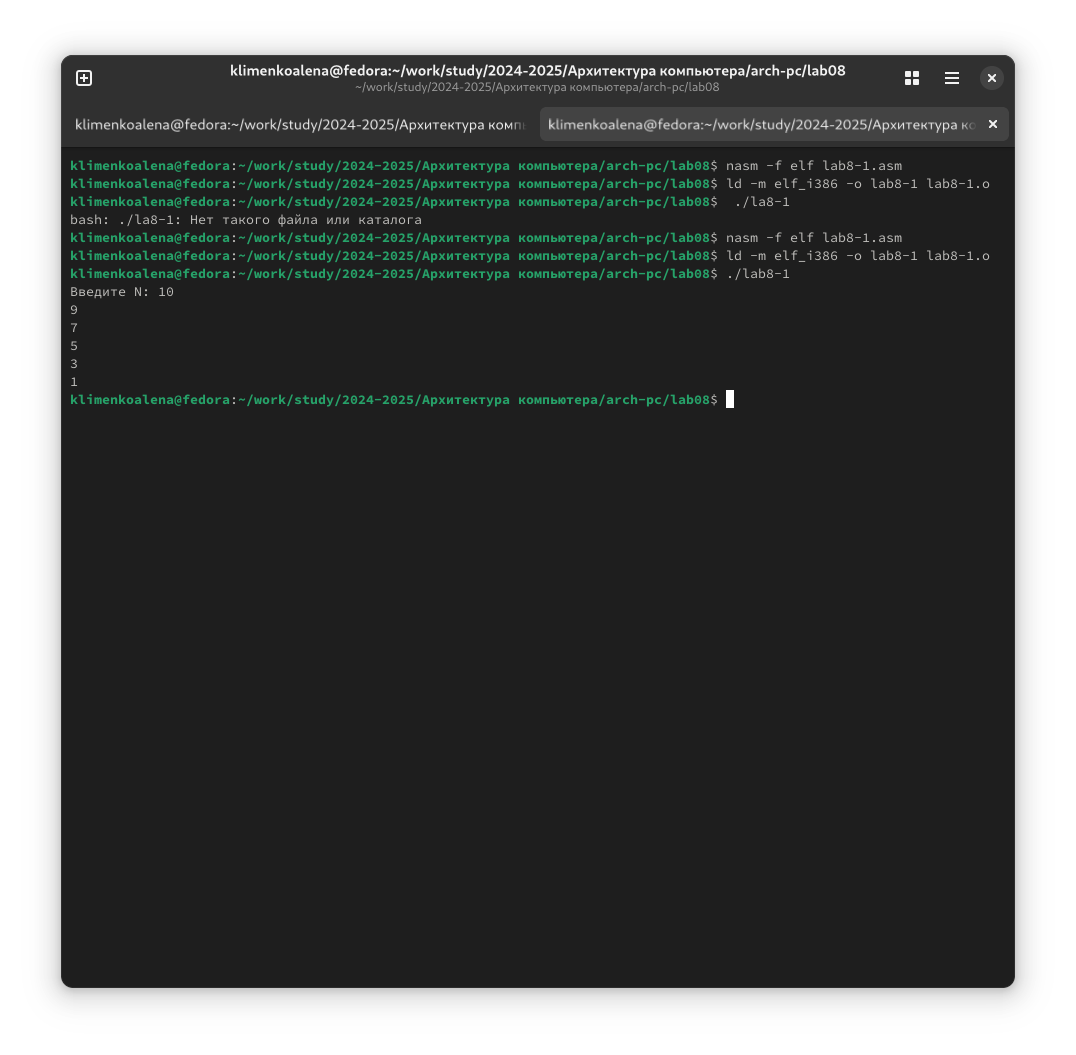 klimenkoalena@fedora:~/work/study/2024-2025/Архитектура компьютера/arch-pc/lab08
~/work/study/2024-2025/Архитектура компьютера/arch-pc/lab08
klimenkoalena@fedora:~/work/study/2024-2025/Архитектура комп
klimenkoalena@fedora:~/work/study/2024-2025/Архитектура ко
klimenkoalena@fedora:~/work/study/2024-2025/Архитектура компьютера/arch-pc/lab08$ nasm -f elf lab8-1.asm
klimenkoalena@fedora:~/work/study/2024-2025/Архитектура компьютера/arch-pc/lab08$ ld -m elf_i386 -o lab8-1 lab8-1.o
klimenkoalena@fedora:~/work/study/2024-2025/Архитектура компьютера/arch-pc/lab08$  ./la8-1
bash: ./la8-1: Нет такого файла или каталога
klimenkoalena@fedora:~/work/study/2024-2025/Архитектура компьютера/arch-pc/lab08$ nasm -f elf lab8-1.asm
klimenkoalena@fedora:~/work/study/2024-2025/Архитектура компьютера/arch-pc/lab08$ ld -m elf_i386 -o lab8-1 lab8-1.o
klimenkoalena@fedora:~/work/study/2024-2025/Архитектура компьютера/arch-pc/lab08$ ./lab8-1
Введите N: 10
9
7
5
3
1
klimenkoalena@fedora:~/work/study/2024-2025/Архитектура компьютера/arch-pc/lab08$